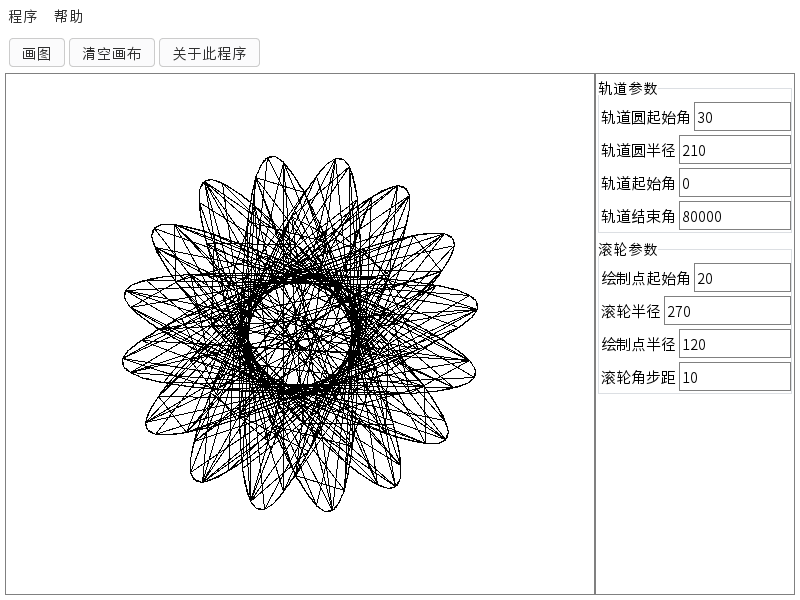 程序 帮助
画图 清空画布 关于此程序
轨道参数
轨道圆起始角 30
轨道圆半径 210
轨道起始角 0
轨道结束角 80000
滚轮参数
绘制点起始角 20
滚轮半径 270
绘制点半径 120
滚轮角步距 10